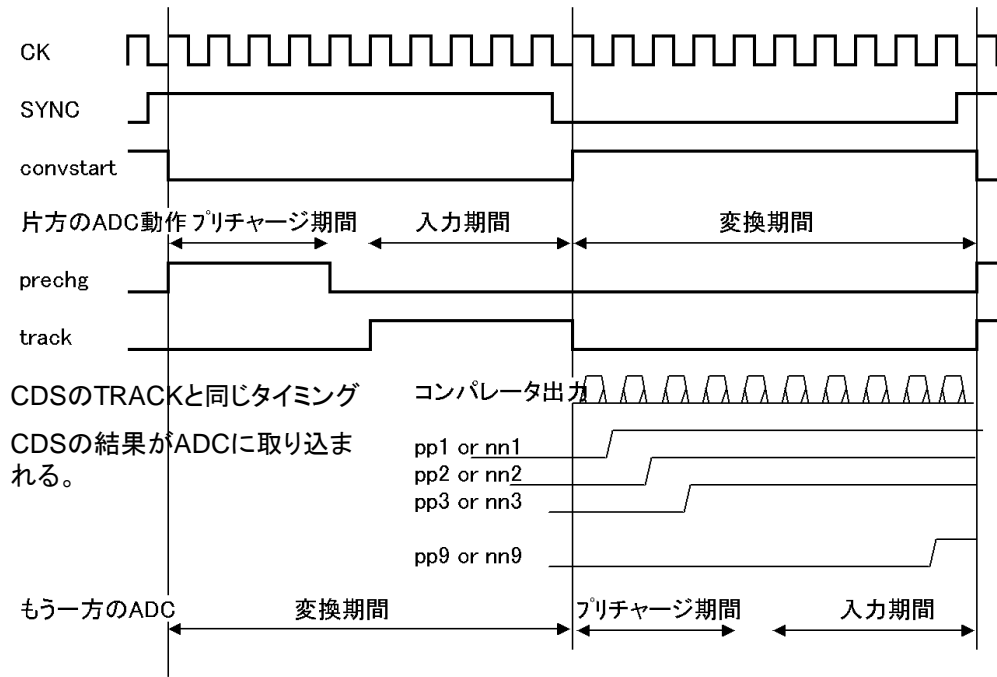 CK
SYNC
convstart
片方のADC動作 プリチャージ期間 入力期間 変換期間
prechg
track
CDSのTRACKと同じタイミング
コンパレータ出力
CDSの結果がADCに取り込ま
れる。
pp1 or nn1
pp2 or nn2
pp3 or nn3
pp9 or nn9
もう一方のADC 変換期間 プリチャージ期間 入力期間